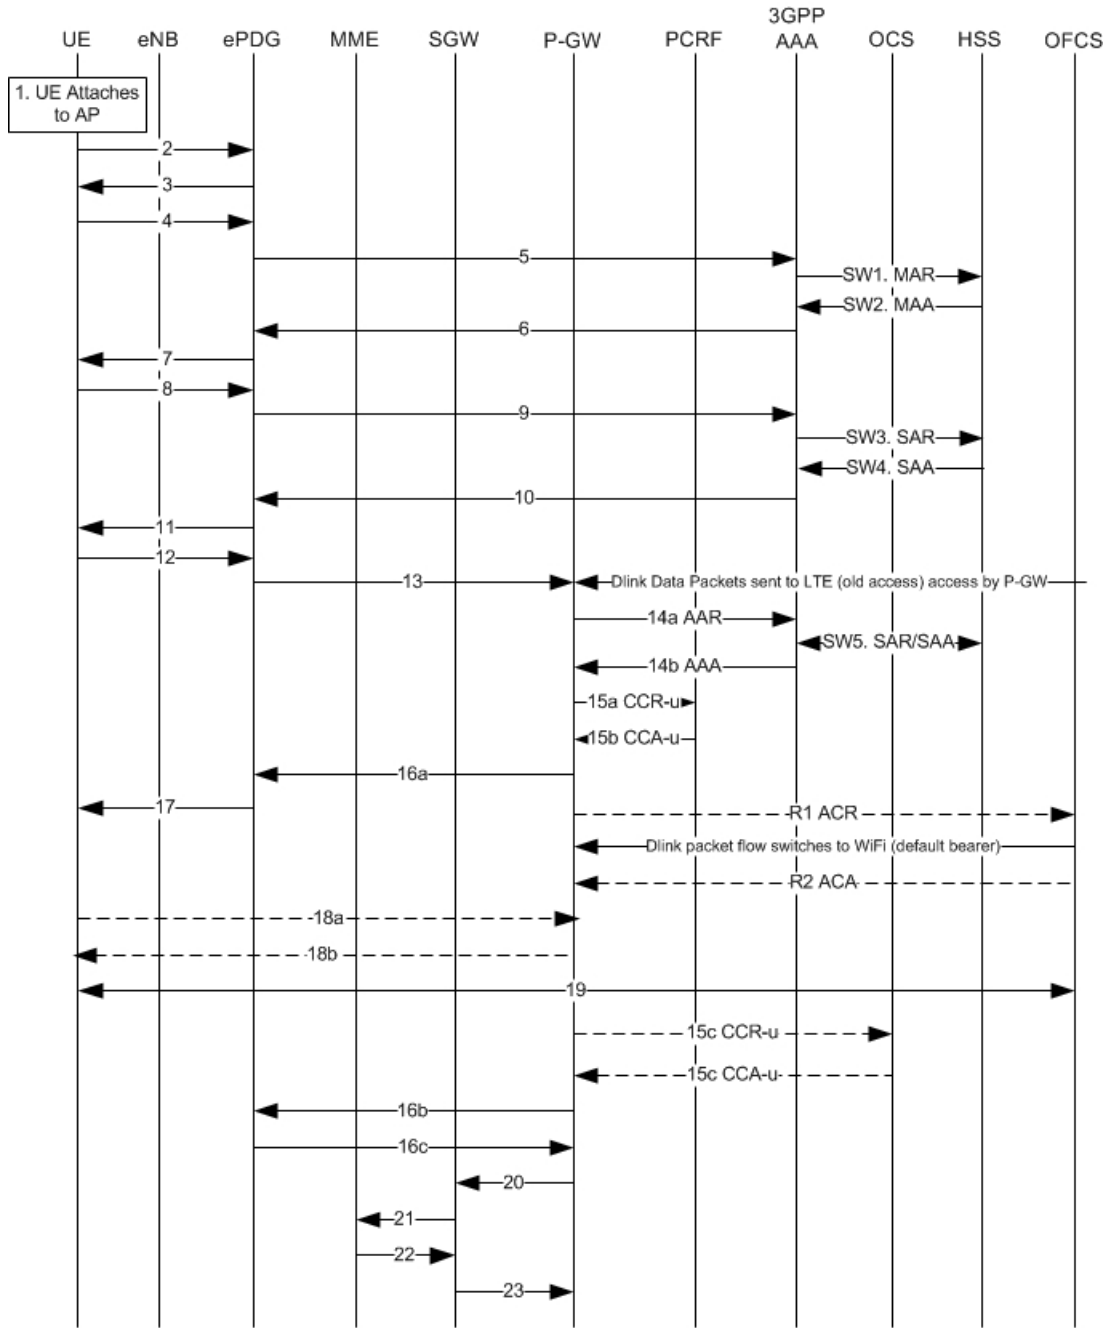 3GPP
UE eNB ePDG MME SGW P-GW PCRF AAA OCS HSS OFCS
1. UE Attaches
to AP
2
3
4
5
SW1. MAR
SW2. MAA
6
7
8
9
SW3. SAR
SW4. SAA
10
11
12
13 Dlink Data Packets sent to LTE (old access) access by P-GW
14a AAR
SW5. SAR/SAA
14b AAA
15a CCR-u
15b CCA-u
16a
17
R1 ACR
Dlink packet flow switches to WiFi (default bearer)
R2 ACA
18a
18b
19
15c CCR-u
15c CCA-u
16b
16c
20
21
22
23